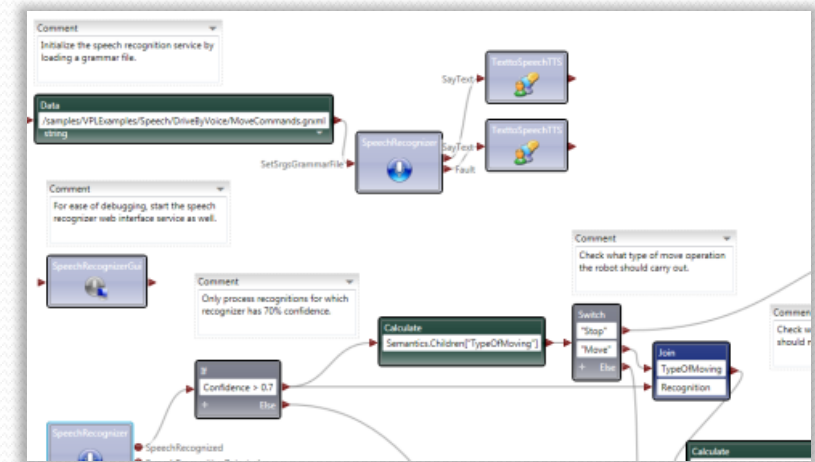 Comment
Initialize the speech recognition service by
loading a grammar file.
TexttoSpeechTTS
SayText
Data
/samples/VPLExamples/Speech/DriveByVoice/MoveCommands.grxml
string
SpeechRecognizer
SayText
TexttoSpeechTTS
SetSrgsGrammarFile
Fault
Comment
For ease of debugging, start the speech
recognizer web interface service as well.
SpeechRecognizerGui
Comment
Only process recognitions for which
recognizer has 70% confidence.
Comment
Check what type of move operation
the robot should carry out.
Calculate
Semantics.Children["TypeOfMoving"]
Switch
"Stop"
"Move"
+ Else
Join
TypeOfMoving
Recognition
Commen
Check w
should
If
Confidence > 0.7
+ Else
SpeechRecognizer
SpeechRecognized
Calculate